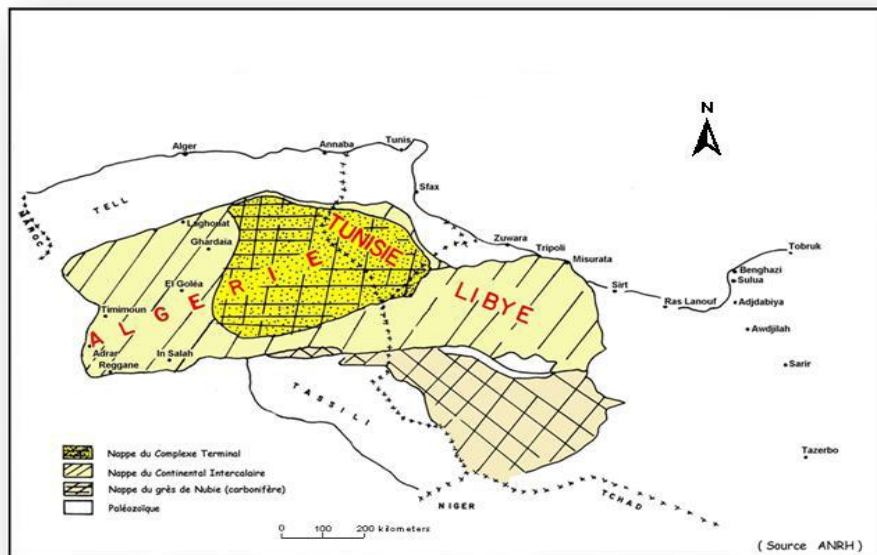 N
Alger
Annaba
Tunis
TELL
MAROC
Sfax
Laghouat
Ghardaia
TUNISIE
Zuwara
Tripoli
Misurata
Tobruk
Benghazi
Sulua
El Goléa
ALGERIE
LIBYE
Sirt
Ras Lanouf
Adjdabiya
Timimoun
Awdjilah
Adrar
In Salah
Reggane
Sarir
TASSILI
Tazerbo
NIGER
TCHAD
Nappe du Complexe Terminal
Nappe du Continental Intercalaire
Nappe du grès de Nubie (carbonifère)
Paléozoïque
0 100 200 kilometers
( Source ANRH )